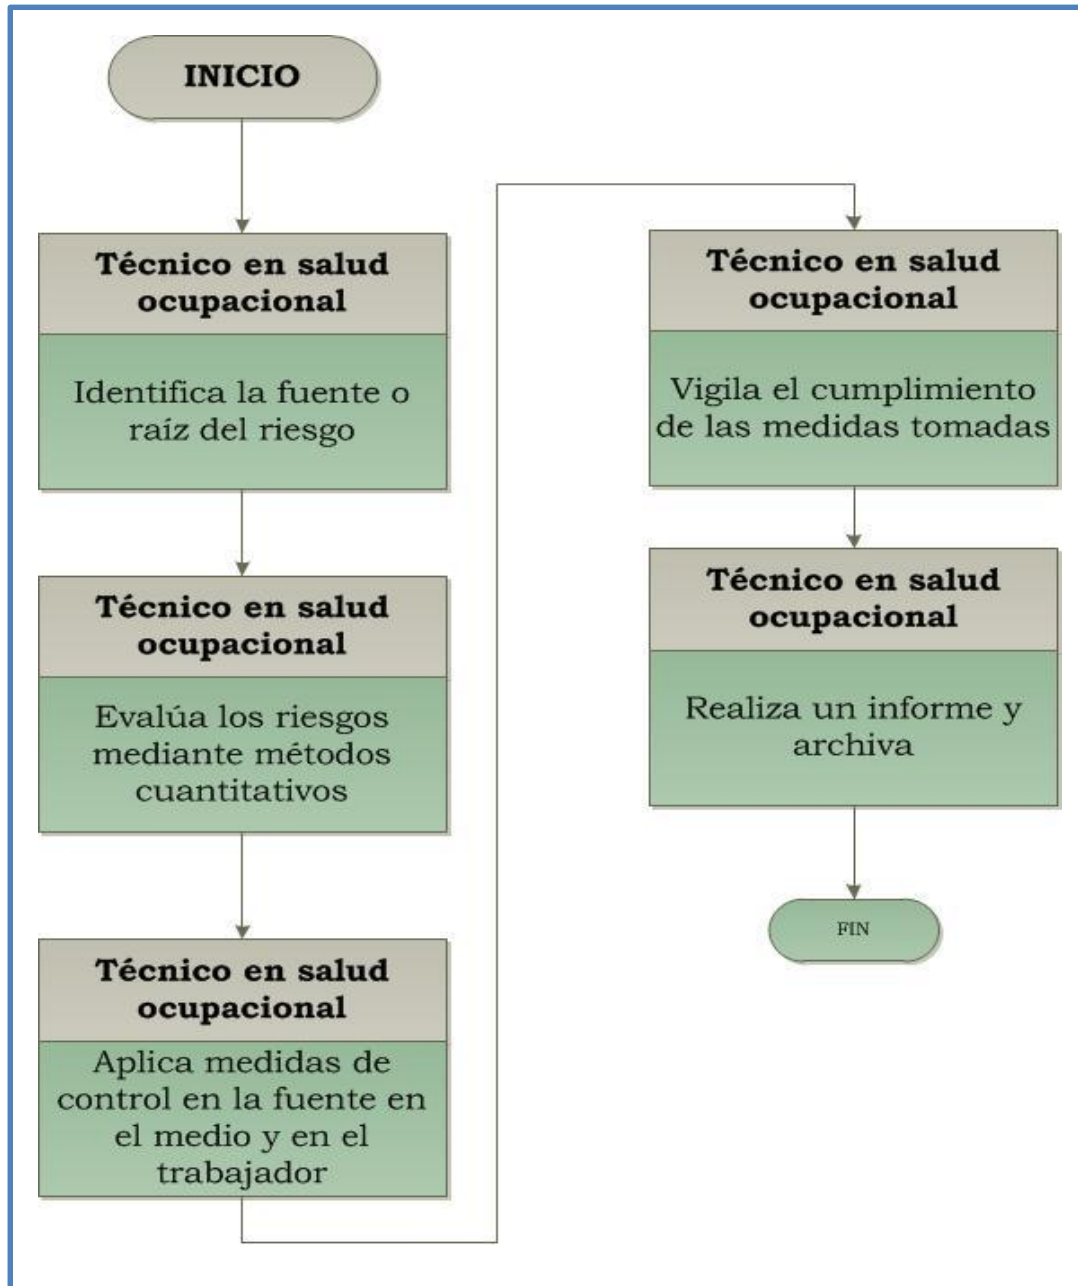 INICIO
Técnico en salud
ocupacional
Identifica la fuente o
raíz del riesgo
Técnico en salud
ocupacional
Evalúa los riesgos
mediante métodos
cuantitativos
Técnico en salud
ocupacional
Aplica medidas de
control en la fuente en
el medio y en el
trabajador
Técnico en salud
ocupacional
Vigila el cumplimiento
de las medidas tomadas
Técnico en salud
ocupacional
Realiza un informe y
archiva
FIN